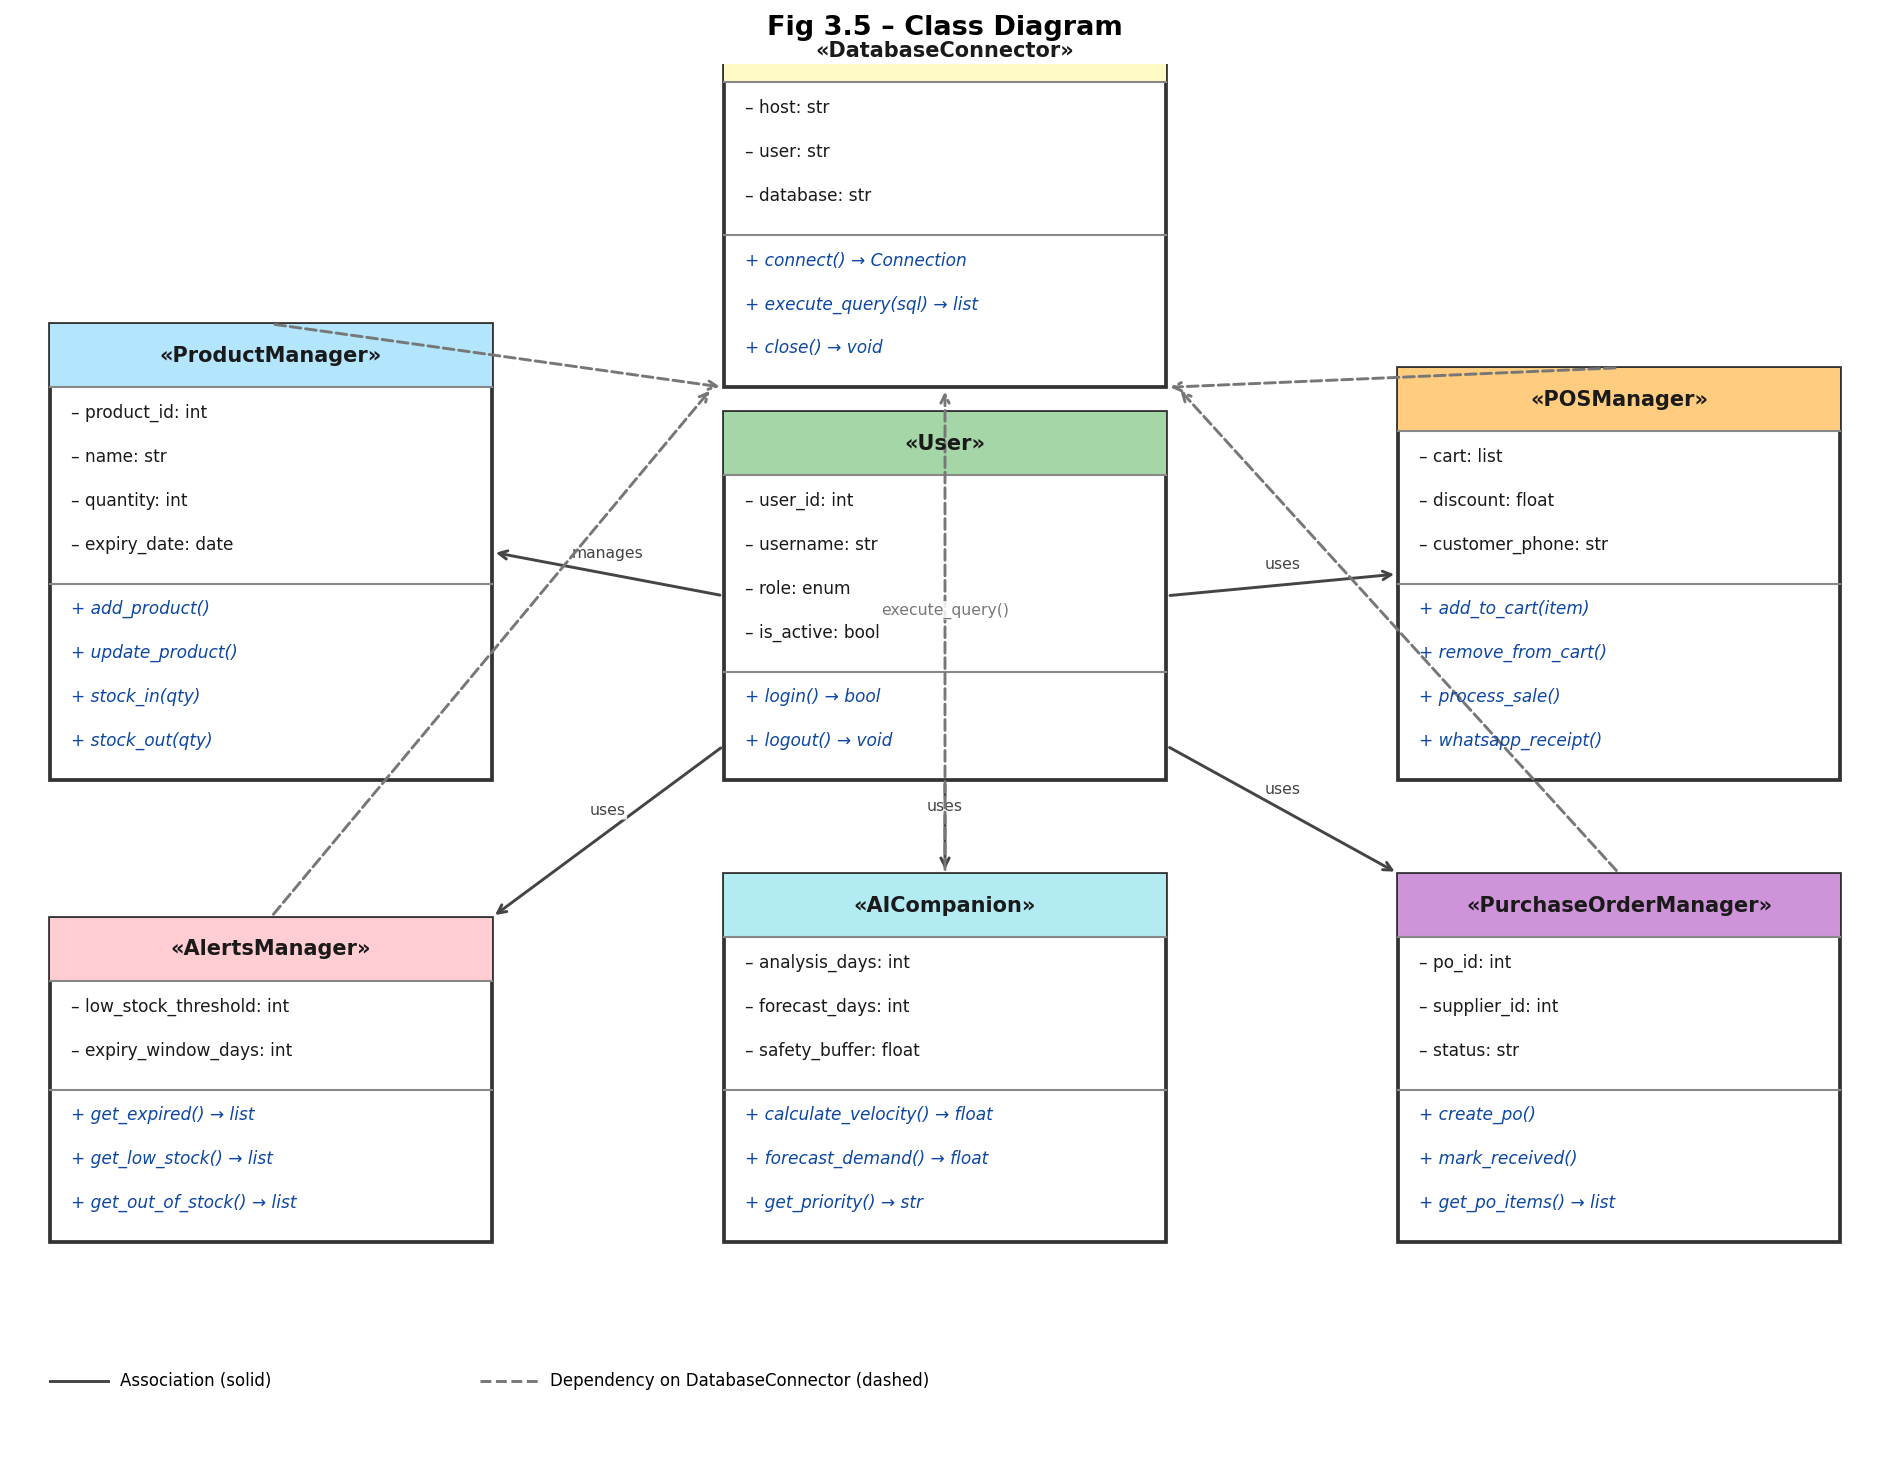 Fig 3.5 – Class Diagram
«DatabaseConnector»
– host: str
– user: str
– database: str
+ connect() → Connection
+ execute_query(sql) → list
+ close() → void
«ProductManager»
– product_id: int
– name: str
– quantity: int
– expiry_date: date
+ add_product()
+ update_product()
+ stock_in(qty)
+ stock_out(qty)
manages
«User»
– user_id: int
– username: str
– role: enum
– is_active: bool
execute_query()
+ login() → bool
+ logout() → void
uses
«POSManager»
– cart: list
– discount: float
– customer_phone: str
+ add_to_cart(item)
+ remove_from_cart()
+ process_sale()
+ whatsapp_receipt()
uses
uses
uses
«AlertsManager»
– low_stock_threshold: int
– expiry_window_days: int
+ get_expired() → list
+ get_low_stock() → list
+ get_out_of_stock() → list
«AICompanion»
– analysis_days: int
– forecast_days: int
– safety_buffer: float
+ calculate_velocity() → float
+ forecast_demand() → float
+ get_priority() → str
«PurchaseOrderManager»
– po_id: int
– supplier_id: int
– status: str
+ create_po()
+ mark_received()
+ get_po_items() → list
Association (solid)
Dependency on DatabaseConnector (dashed)